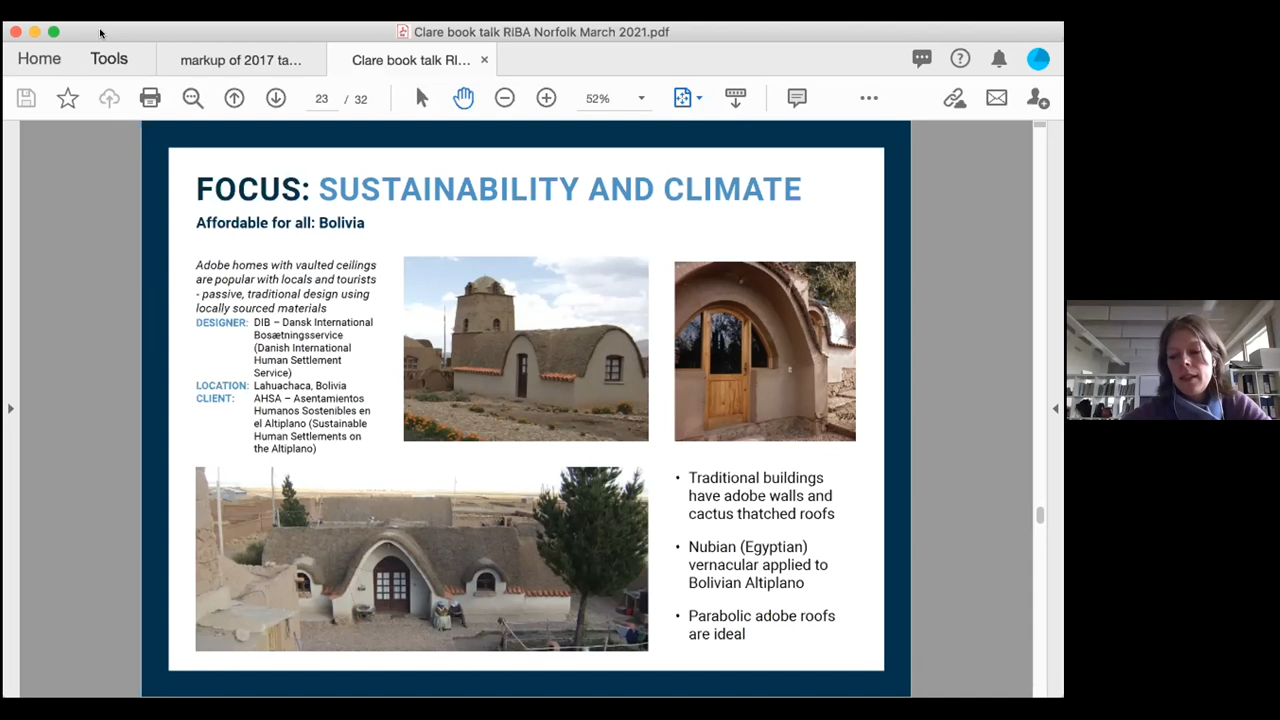 Clare book talk RIBA Norfolk March 2021.pdf
Home
Tools
markup of 2017 ta...
Clare book talk RI...
23 / 32
52%
FOCUS: SUSTAINABILITY AND CLIMATE
Affordable for all: Bolivia
Adobe homes with vaulted ceilings
are popular with locals and tourists
- passive, traditional design using
locally sourced materials
DESIGNER: DIB – Dansk International
Bosætningsservice
(Danish International
Human Settlement
Service)
LOCATION: Lahuachaca, Bolivia
CLIENT: AHSA – Asentamientos
Humanos Sostenibles en
el Altiplano (Sustainable
Human Settlements on
the Altiplano)
• Traditional buildings
have adobe walls and
cactus thatched roofs
• Nubian (Egyptian)
vernacular applied to
Bolivian Altiplano
• Parabolic adobe roofs
are ideal